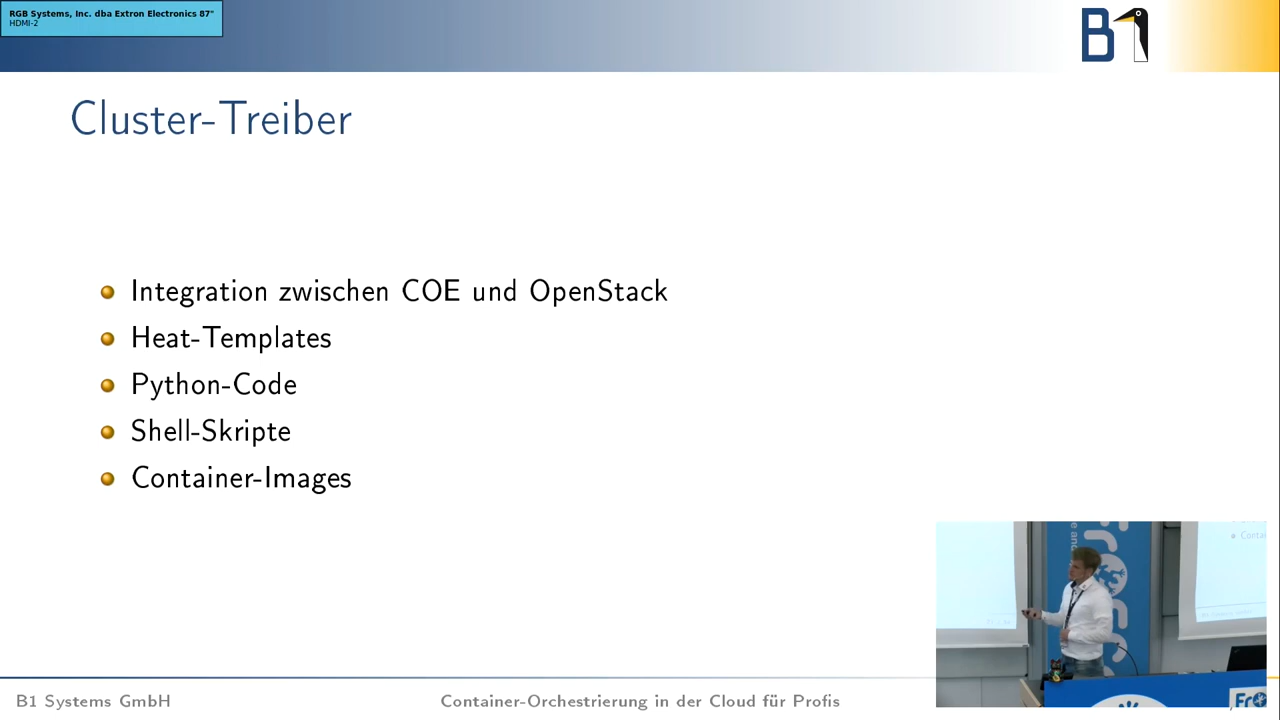 RGB Systems, Inc. dba Extron Electronics 87"
HDMI-2
B1
Cluster-Treiber
Integration zwischen COE und OpenStack
Heat-Templates
Python-Code
Shell-Skripte
Container-Images
B1 Systems GmbH
Container-Orchestrierung in der Cloud für Profis